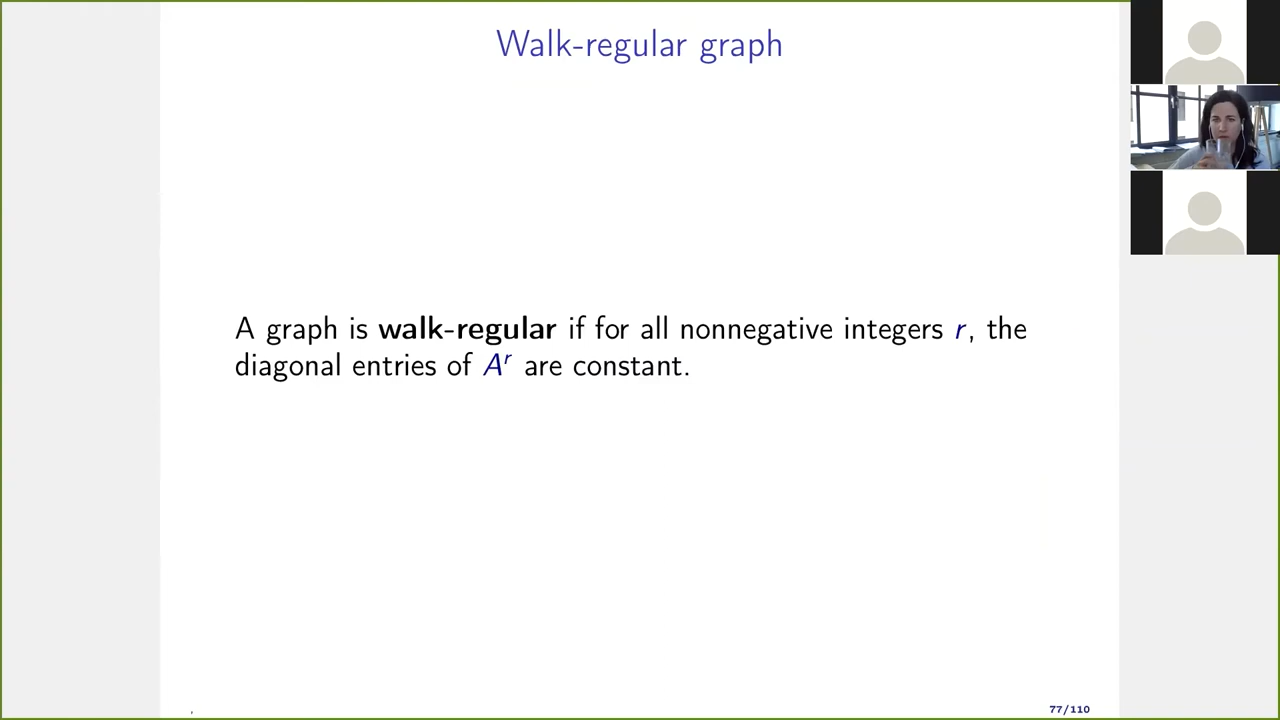 Walk-regular graph
A graph is walk-regular if for all nonnegative integers r, the
diagonal entries of Aʳ are constant.
,
77/110